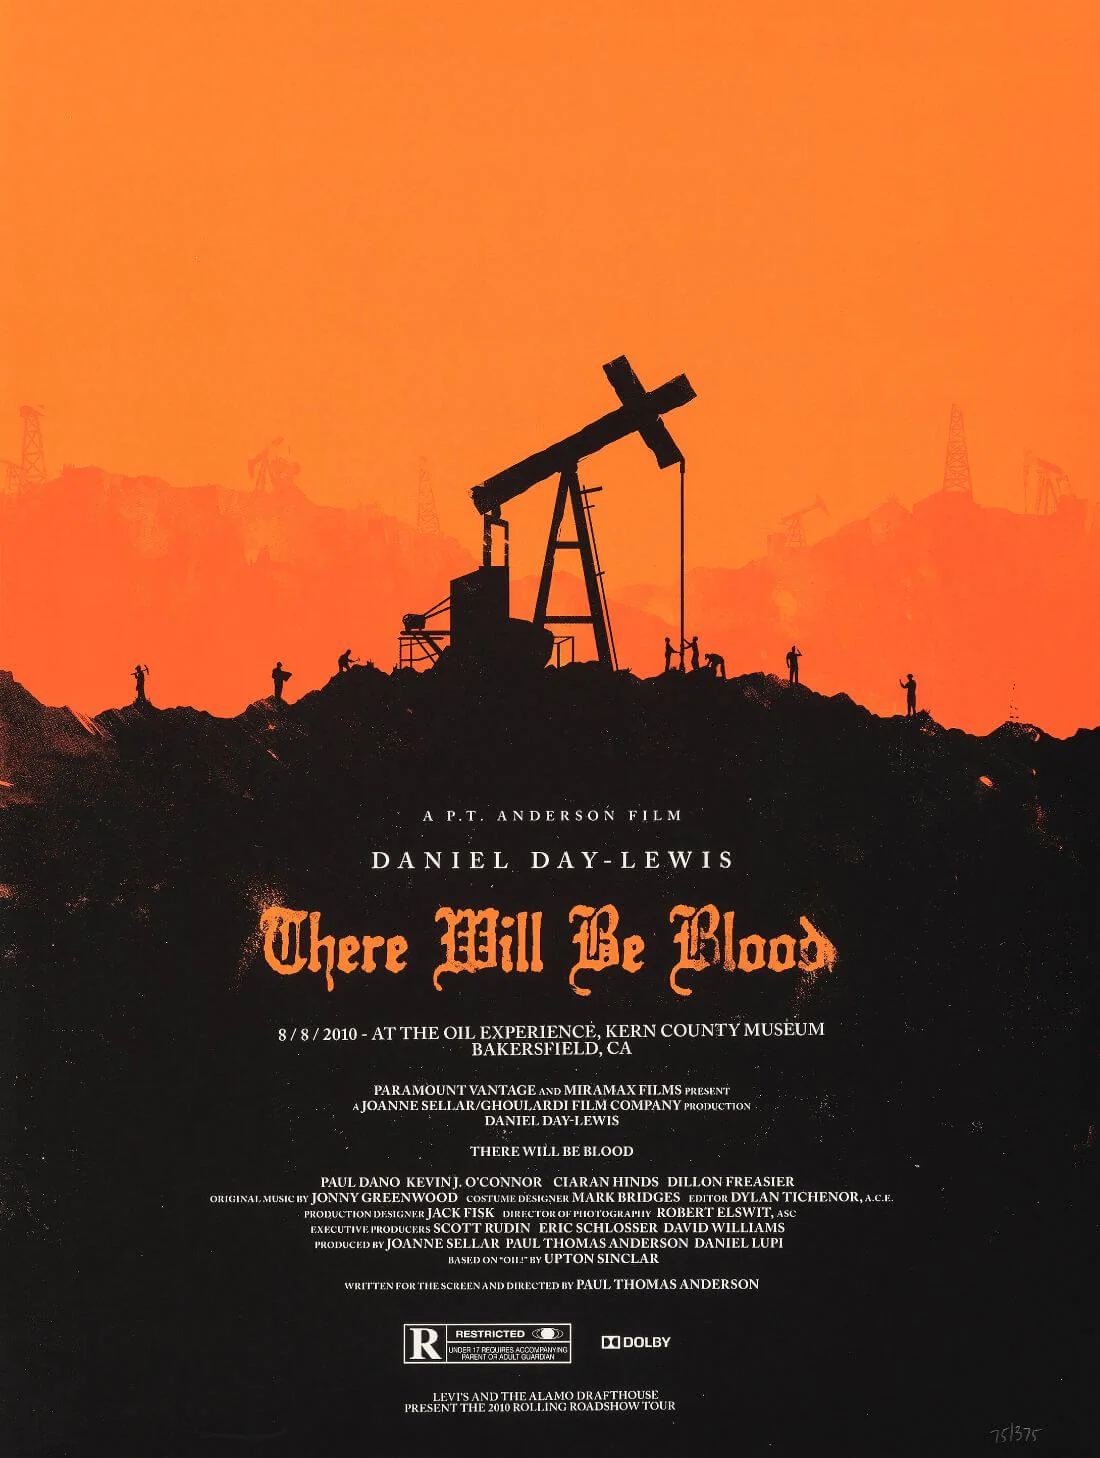 A P.T. ANDERSON FILM
DANIEL DAY-LEWIS
There Will Be Blood
8 / 8 / 2010 - AT THE OIL EXPERIENCE, KERN COUNTY MUSEUM
BAKERSFIELD, CA
PARAMOUNT VANTAGE AND MIRAMAX FILMS PRESENT
A JOANNE SELLAR/GHOULARDI FILM COMPANY PRODUCTION
DANIEL DAY-LEWIS
THERE WILL BE BLOOD
PAUL DANO KEVIN J. O'CONNOR CIARAN HINDS DILLON FREASIER
ORIGINAL MUSIC BY JONNY GREENWOOD COSTUME DESIGNER MARK BRIDGES EDITOR DYLAN TICHENOR, A.C.E.
PRODUCTION DESIGNER JACK FISK DIRECTOR OF PHOTOGRAPHY ROBERT ELSWIT, ASC
EXECUTIVE PRODUCERS SCOTT RUDIN ERIC SCHLOSSER DAVID WILLIAMS
PRODUCED BY JOANNE SELLAR PAUL THOMAS ANDERSON DANIEL LUPI
BASED ON "OIL!" BY UPTON SINCLAR
WRITTEN FOR THE SCREEN AND DIRECTED BY PAUL THOMAS ANDERSON
R RESTRICTED
UNDER 17 REQUIRES ACCOMPANYING
PARENT OR ADULT GUARDIAN
DOLBY
LEVI'S AND THE ALAMO DRAFTHOUSE
PRESENT THE 2010 ROLLING ROADSHOW TOUR
75/375